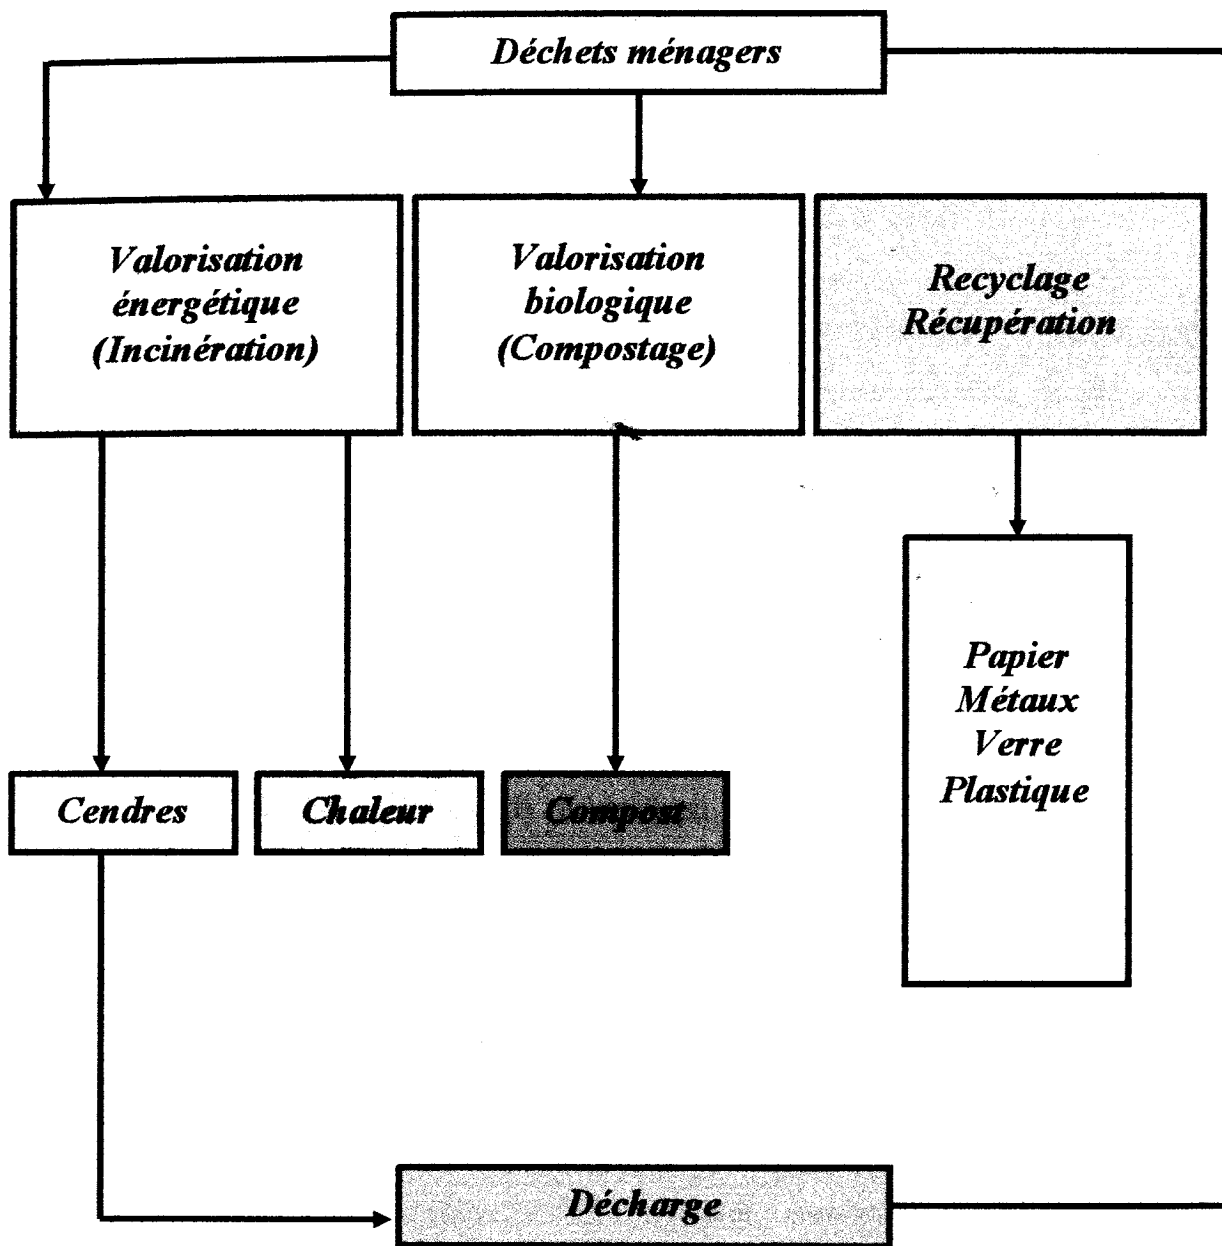 Déchets ménagers
Valorisation
énergétique
(Incinération)
Valorisation
biologique
(Compostage)
Recyclage
Récupération
Papier
Métaux
Verre
Plastique
Cendres
Chaleur
Compost
Décharge